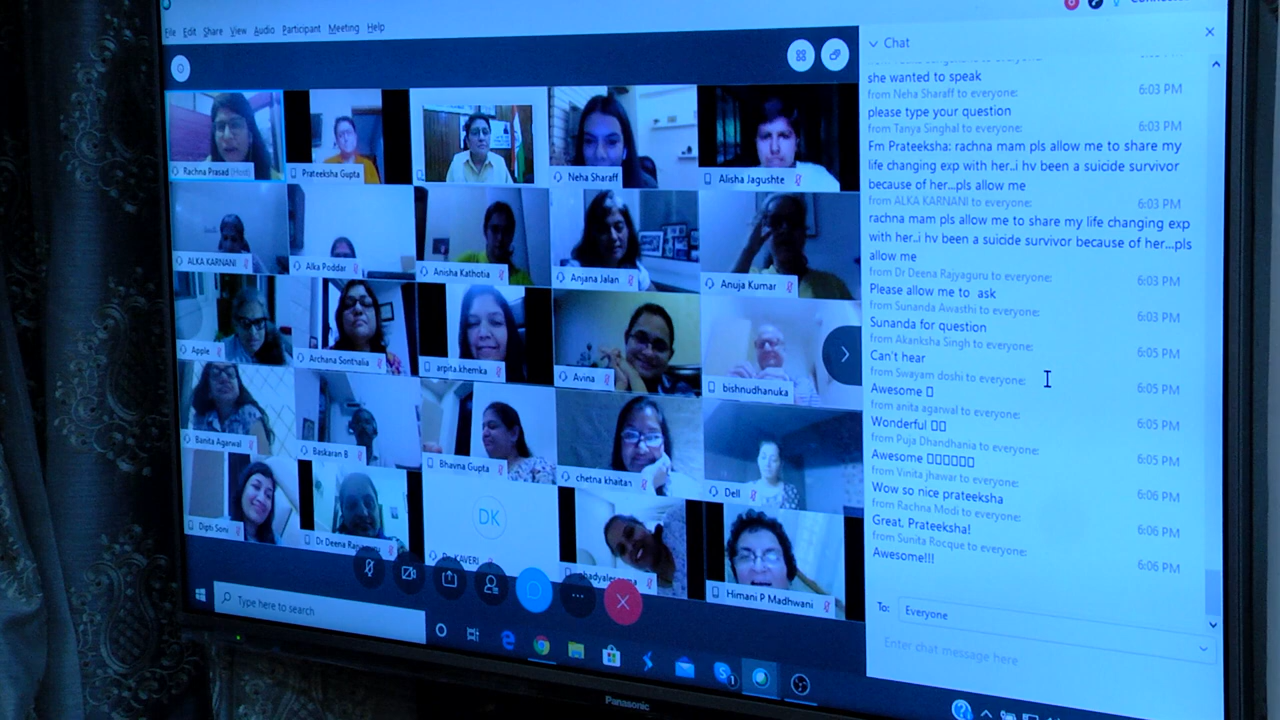 File Edit Share View Audio Participant Meeting Help
Chat
she wanted to speak
from Neha Sharaff to everyone: 6:03 PM
please type your question
from Tanya Singhal to everyone: 6:03 PM
Fm Prateeksha: rachna mam pls allow me to share my
life changing exp with her..i hv been a suicide survivor
because of her...pls allow me
from ALKA KARNANI to everyone: 6:03 PM
rachna mam pls allow me to share my life changing exp
with her..i hv been a suicide survivor because of her...pls
allow me
from Dr Deena Rajyaguru to everyone: 6:03 PM
Please allow me to ask
from Sunanda Awasthi to everyone: 6:03 PM
Sunanda for question
from Akanksha Singh to everyone: 6:05 PM
Can't hear
from Swayam doshi to everyone: 6:05 PM
Awesome
from anita agarwal to everyone: 6:05 PM
Wonderful
from Puja Dhandhania to everyone: 6:05 PM
Awesome
from Vinita jhawar to everyone: 6:06 PM
Wow so nice prateeksha
from Rachna Modi to everyone: 6:06 PM
Great, Prateeksha!
from Sunita Rocque to everyone: 6:06 PM
Awesome!!!
To: Everyone
Enter chat message here
Rachna Prasad (Host)
Prateeksha Gupta
Neha Sharaff
Alisha Jagushte
ALKA KARNANI
Alka Poddar
Anisha Kathotia
Anjana Jalan
Anuja Kumar
Apple
Archana Sonthalia
arpita.khemka
Avina
bishnudhanuka
Banita Agarwal
Baskaran B
Bhavna Gupta
chetna khaitan
Dell
Dipti Soni
Dr Deena
DK
KAVERI
Himani P Madhwani
Type here to search
Panasonic